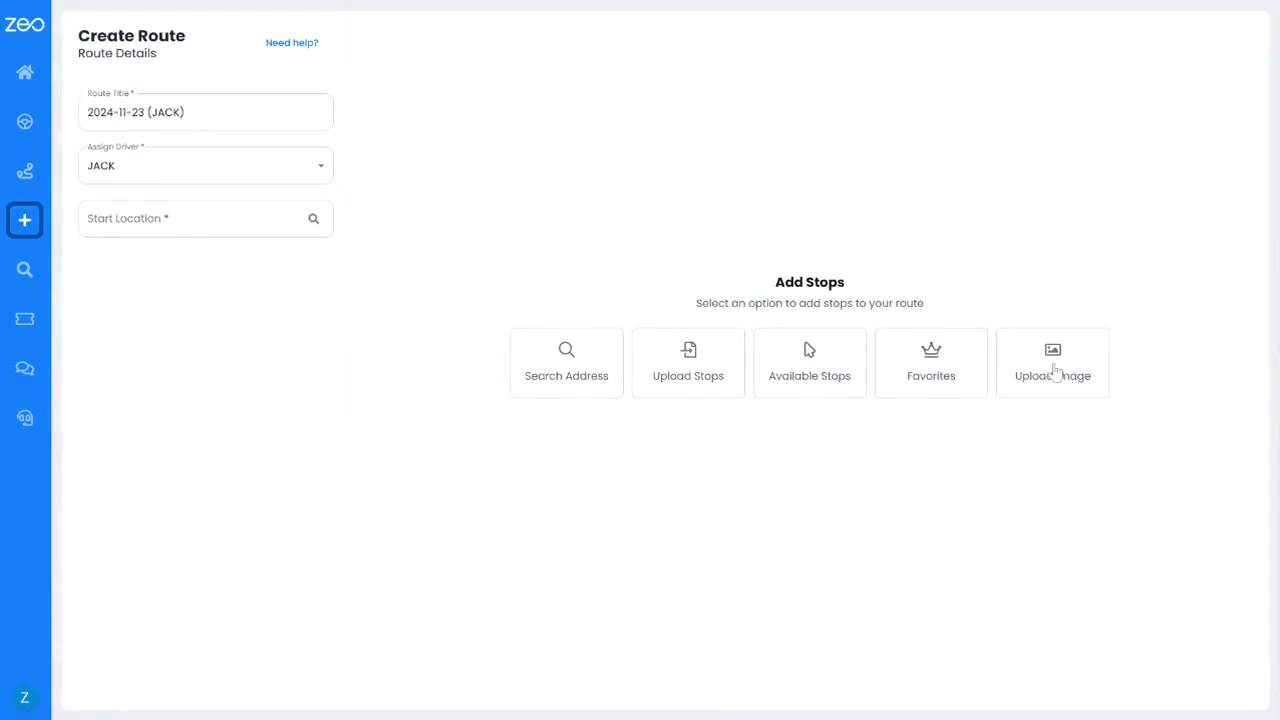 zeo
Create Route
Route Details
Need help?
Route Title *
2024-11-23 (JACK)
Assign Driver *
JACK
Start Location *
Add Stops
Select an option to add stops to your route
Search Address
Upload Stops
Available Stops
Favorites
Upload Image
Z